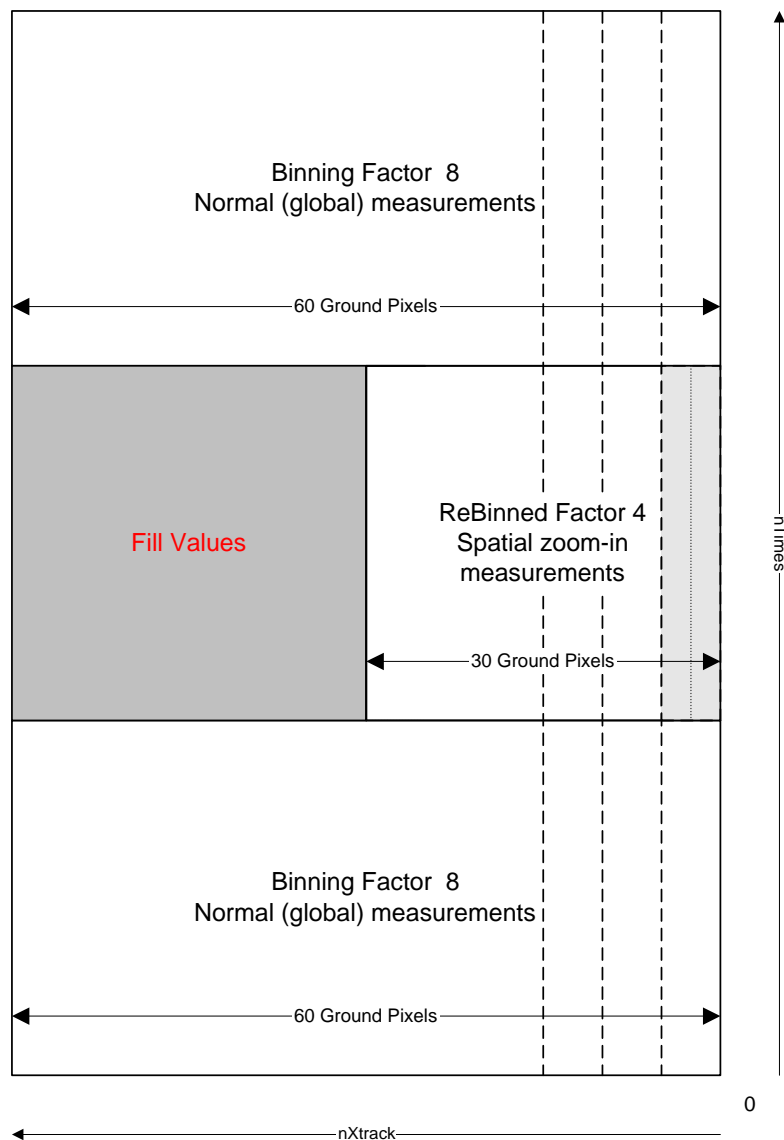 Binning Factor  8
Normal (global) measurements
60 Ground Pixels
Fill Values
ReBinned Factor 4
Spatial zoom-in
measurements
30 Ground Pixels
nTimes
Binning Factor  8
Normal (global) measurements
60 Ground Pixels
0
nXtrack